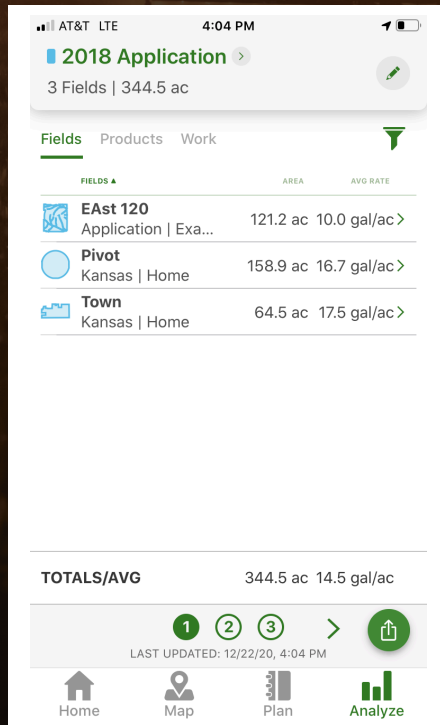 AT&T LTE 4:04 PM
2018 Application
3 Fields | 344.5 ac
Fields Products Work
FIELDS ▲ AREA AVG RATE
EAst 120
Application | Exa... 121.2 ac 10.0 gal/ac
Pivot
Kansas | Home 158.9 ac 16.7 gal/ac
Town
Kansas | Home 64.5 ac 17.5 gal/ac
TOTALS/AVG 344.5 ac 14.5 gal/ac
1 2 3
LAST UPDATED: 12/22/20, 4:04 PM
Home Map Plan Analyze